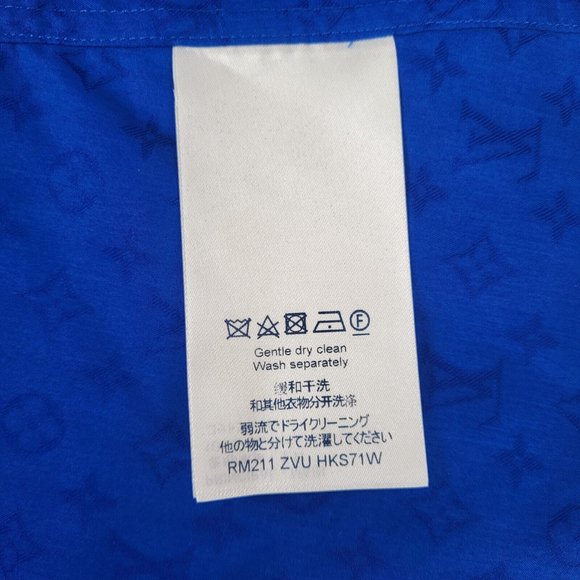 F
Gentle dry clean
Wash separately
缓和干洗
和其他衣物分开洗涤
弱流でドライクリーニング
他の物と分けて洗濯してください
RM211 ZVU HKS71W